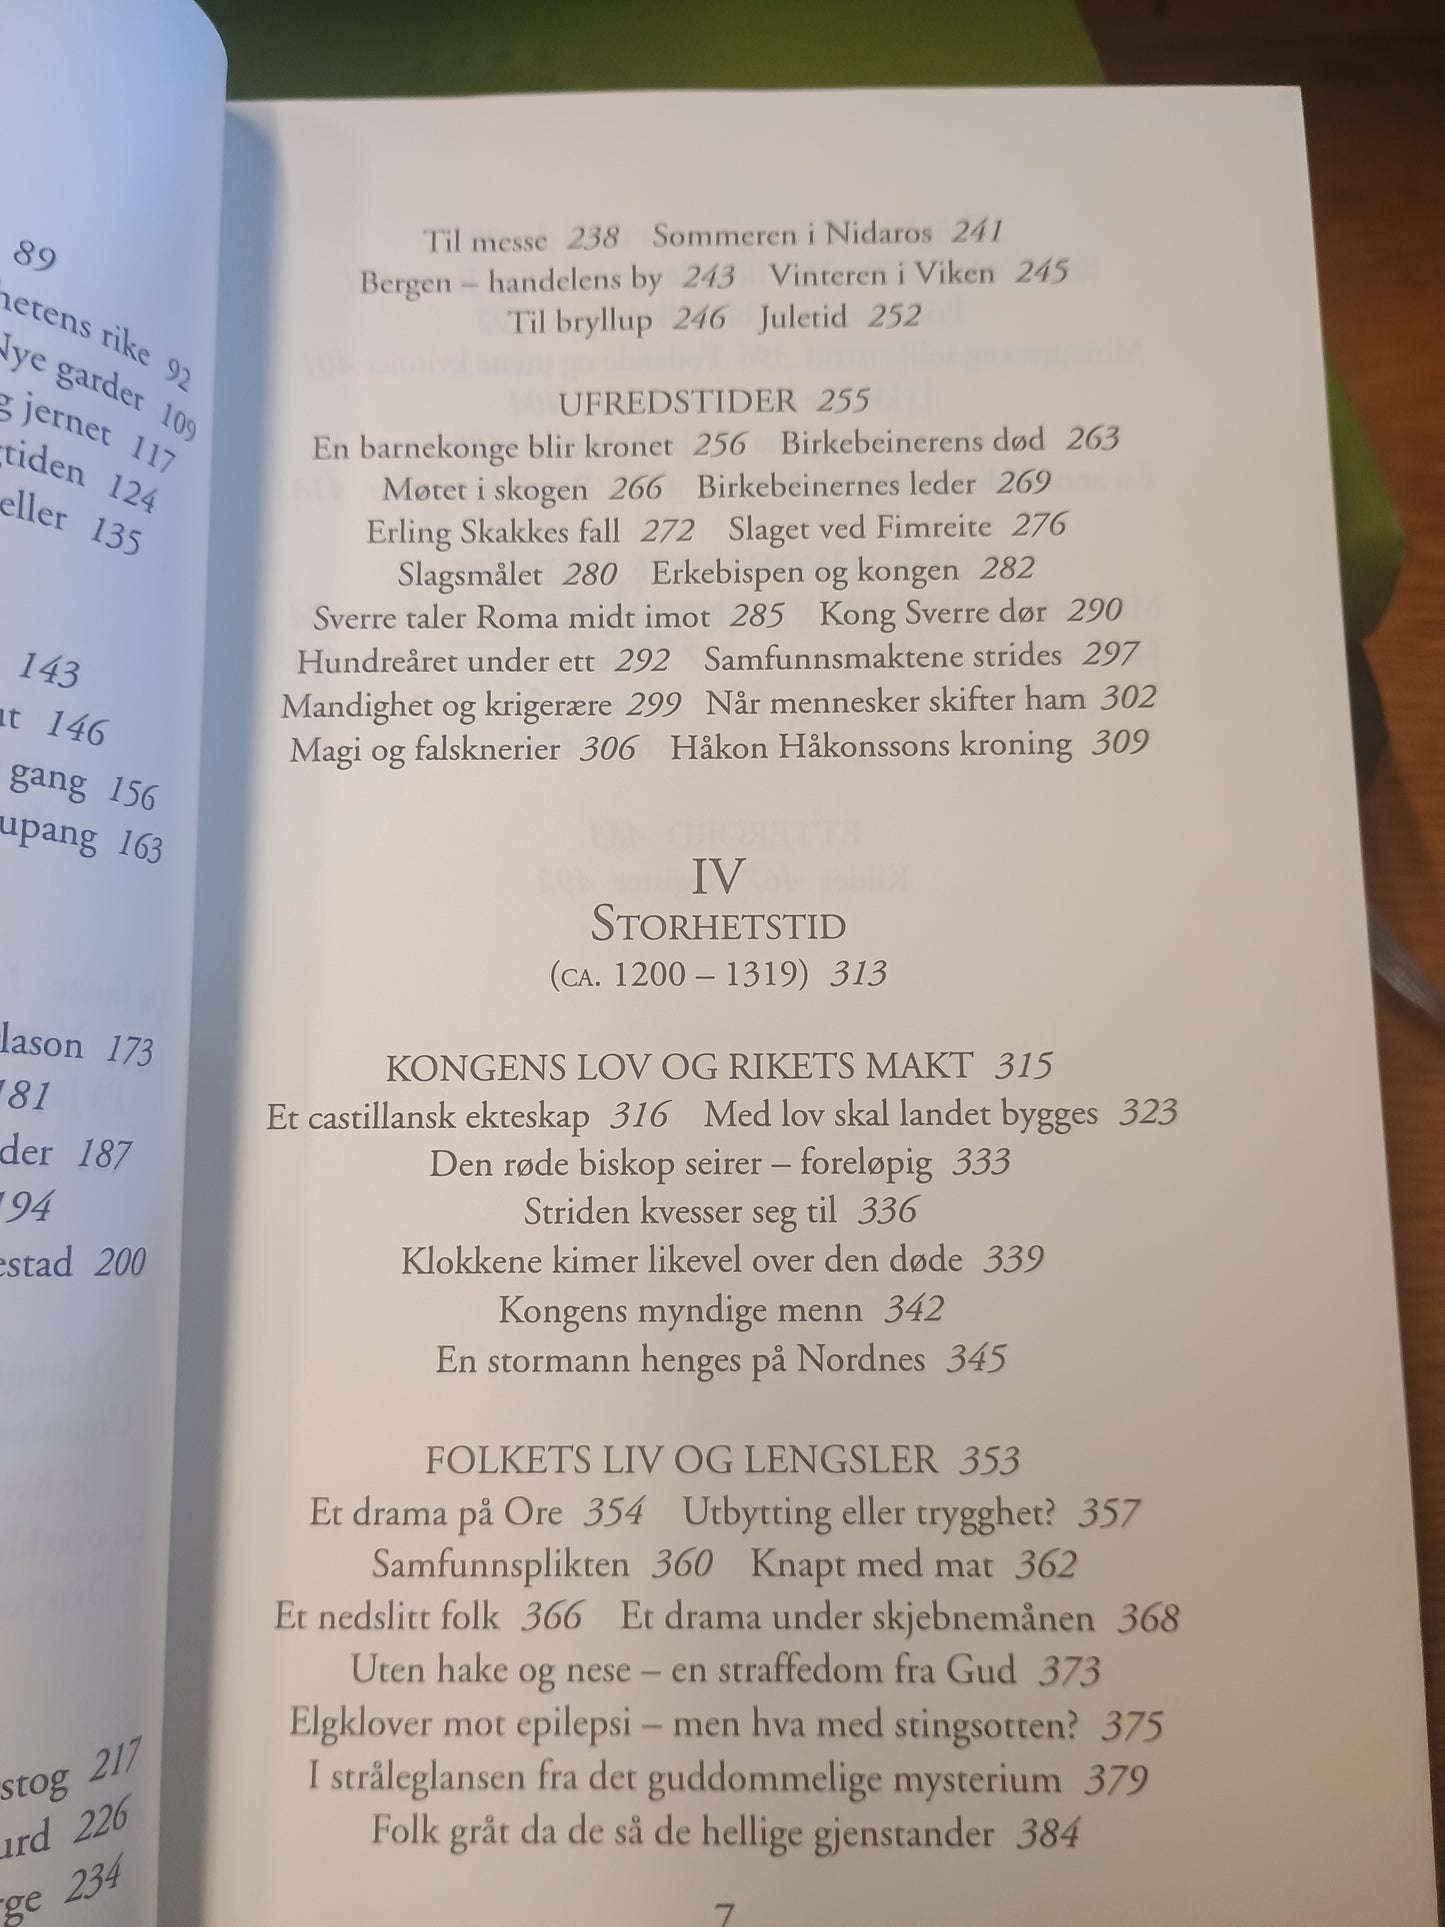 89
rike 92
Nye garder 109
jernet 117
124
135
143
146
gang 156
163
173
181
187
194
200
217
226
234
Til messe 238 Sommeren i Nidaros 241
Bergen – handelens by 243 Vinteren i Viken 245
Til bryllup 246 Juletid 252
UFREDSTIDER 255
En barnekonge blir kronet 256 Birkebeinerens død 263
Møtet i skogen 266 Birkebeinernes leder 269
Erling Skakkes fall 272 Slaget ved Fimreite 276
Slagsmålet 280 Erkebispen og kongen 282
Sverre taler Roma midt imot 285 Kong Sverre dør 290
Hundreåret under ett 292 Samfunnsmaktene strides 297
Mandighet og krigerære 299 Når mennesker skifter ham 302
Magi og falsknerier 306 Håkon Håkonssons kroning 309
IV
STORHETSTID
(CA. 1200 – 1319) 313
KONGENS LOV OG RIKETS MAKT 315
Et castillansk ekteskap 316 Med lov skal landet bygges 323
Den røde biskop seirer – foreløpig 333
Striden kvesser seg til 336
Klokkene kimer likevel over den døde 339
Kongens myndige menn 342
En stormann henges på Nordnes 345
FOLKETS LIV OG LENGSLER 353
Et drama på Ore 354 Utbytting eller trygghet? 357
Samfunnsplikten 360 Knapt med mat 362
Et nedslitt folk 366 Et drama under skjebnemånen 368
Uten hake og nese – en straffedom fra Gud 373
Elgklover mot epilepsi – men hva med stingsotten? 375
I stråleglansen fra det guddommelige mysterium 379
Folk gråt da de så de hellige gjenstander 384
7